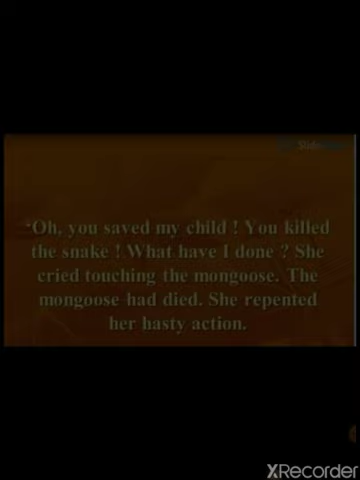 Slide
"Oh, you saved my child ! You killed
the snake ! What have I done ? She
cried touching the mongoose. The
mongoose had died. She repented
her hasty action.
XRecorder